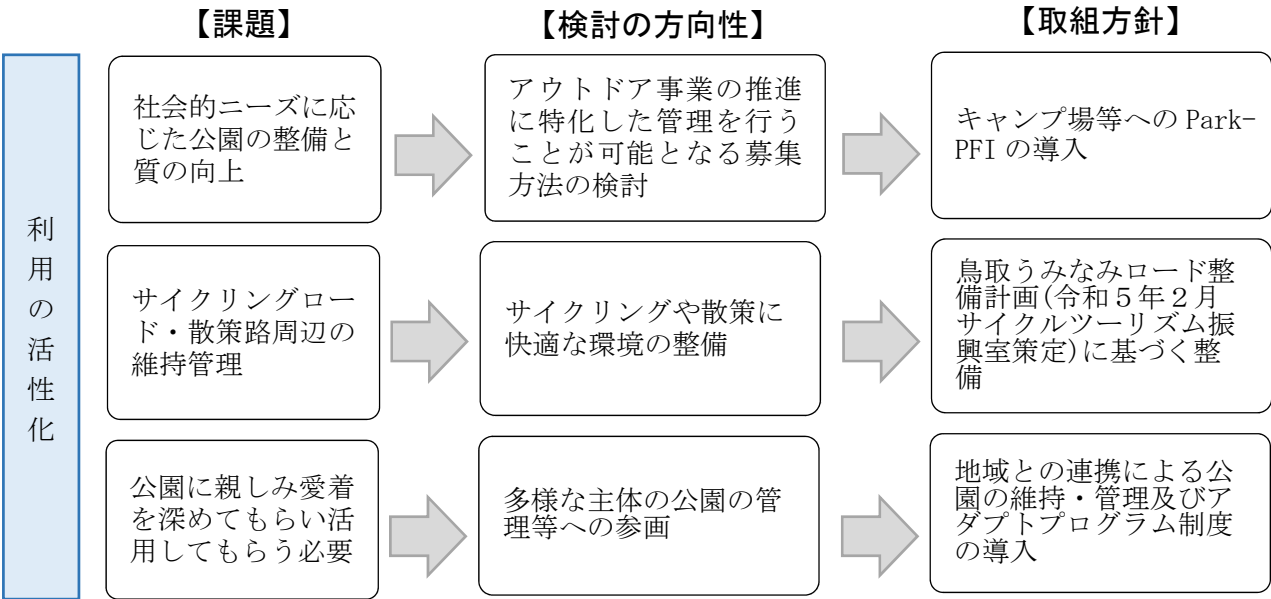 【課題】
【検討の方向性】
【取組方針】
利用の活性化
社会的ニーズに応
じた公園の整備と
質の向上
アウトドア事業の推進
に特化した管理を行う
ことが可能となる募集
方法の検討
キャンプ場等への Park-
PFI の導入
サイクリングロー
ド・散策路周辺の
維持管理
サイクリングや散策に
快適な環境の整備
鳥取うみなみロード整
備計画(令和５年２月
サイクルツーリズム振
興室策定)に基づく整
備
公園に親しみ愛着
を深めてもらい活
用してもらう必要
多様な主体の公園の管
理等への参画
地域との連携による公
園の維持・管理及びア
ダプトプログラム制度
の導入